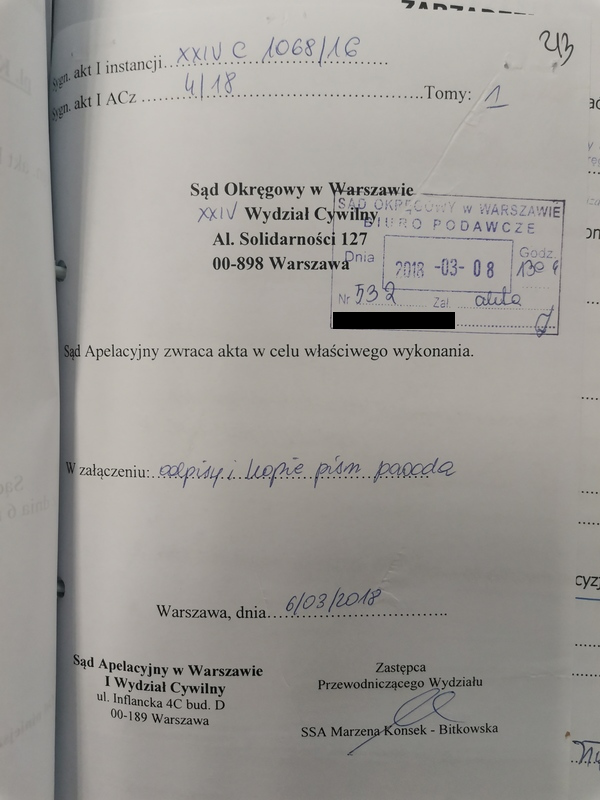 213
Sygn. akt I instancji XXIV C 1068/16
Sygn. akt I ACz 4/18 Tomy: 1
Sąd Okręgowy w Warszawie
XXIV Wydział Cywilny
Al. Solidarności 127
00-898 Warszawa
SĄD OKRĘGOWY w WARSZAWIE
BIURO PODAWCZE
Dnia 2018 -03- 08 Godz.
Nr 532 Zał. akta
Sąd Apelacyjny zwraca akta w celu właściwego wykonania.
W załączeniu: odpisy i kopie pism powoda
Warszawa, dnia 6/03/2018
Sąd Apelacyjny w Warszawie
I Wydział Cywilny
ul. Inflancka 4C bud. D
00-189 Warszawa
Zastępca
Przewodniczącego Wydziału
SSA Marzena Konsek - Bitkowska